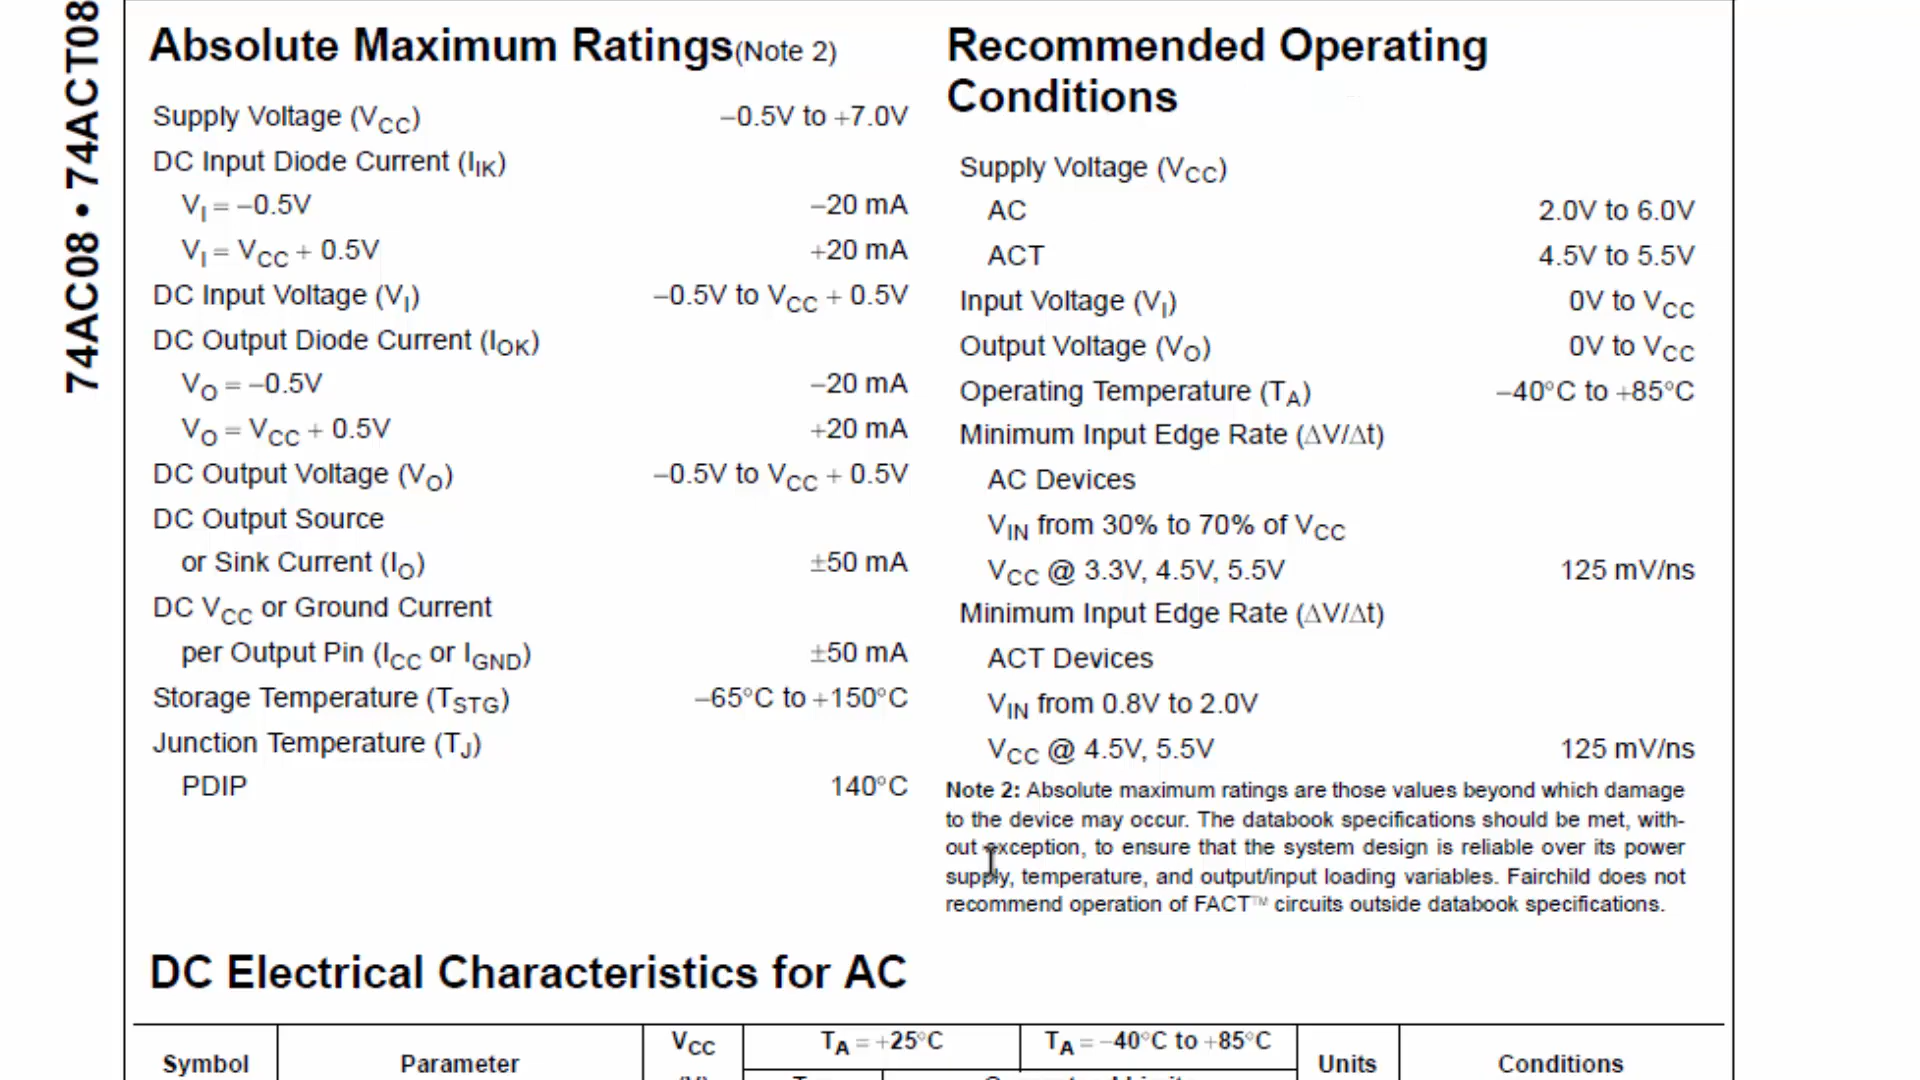 74AC08 • 74ACT08
Absolute Maximum Ratings(Note 2)
Supply Voltage (VCC) –0.5V to +7.0V
DC Input Diode Current (IIK)
VI = –0.5V –20 mA
VI = VCC + 0.5V +20 mA
DC Input Voltage (VI) –0.5V to VCC + 0.5V
DC Output Diode Current (IOK)
VO = –0.5V –20 mA
VO = VCC + 0.5V +20 mA
DC Output Voltage (VO) –0.5V to VCC + 0.5V
DC Output Source
or Sink Current (IO) ±50 mA
DC VCC or Ground Current
per Output Pin (ICC or IGND) ±50 mA
Storage Temperature (TSTG) –65°C to +150°C
Junction Temperature (TJ)
PDIP 140°C
Recommended Operating
Conditions
Supply Voltage (VCC)
AC 2.0V to 6.0V
ACT 4.5V to 5.5V
Input Voltage (VI) 0V to VCC
Output Voltage (VO) 0V to VCC
Operating Temperature (TA) –40°C to +85°C
Minimum Input Edge Rate (ΔV/Δt)
AC Devices
VIN from 30% to 70% of VCC
VCC @ 3.3V, 4.5V, 5.5V 125 mV/ns
Minimum Input Edge Rate (ΔV/Δt)
ACT Devices
VIN from 0.8V to 2.0V
VCC @ 4.5V, 5.5V 125 mV/ns
Note 2: Absolute maximum ratings are those values beyond which damage
to the device may occur. The databook specifications should be met, with-
out exception, to ensure that the system design is reliable over its power
supply, temperature, and output/input loading variables. Fairchild does not
recommend operation of FACT™ circuits outside databook specifications.
DC Electrical Characteristics for AC
Symbol Parameter VCC TA = +25°C TA = –40°C to +85°C Units Conditions
(V)